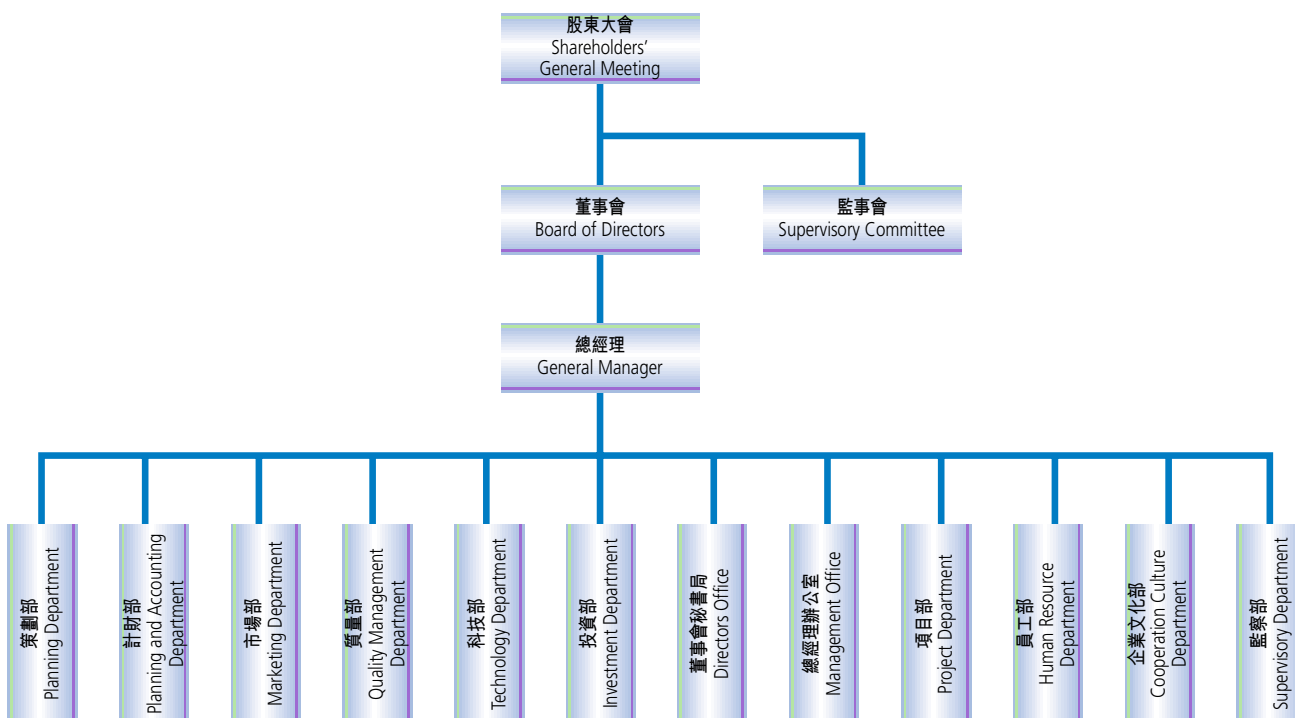 股東大會
Shareholders'
General Meeting
董事會
Board of Directors
監事會
Supervisory Committee
總經理
General Manager
策劃部
Planning Department
計財部
Planning and Accounting
Department
市場部
Marketing Department
質量部
Quality Management
Department
科技部
Technology Department
投資部
Investment Department
董事會秘書局
Directors Office
總經理辦公室
Management Office
項目部
Project Department
員工部
Human Resource
Department
企業文化部
Cooperation Culture
Department
監察部
Supervisory Department